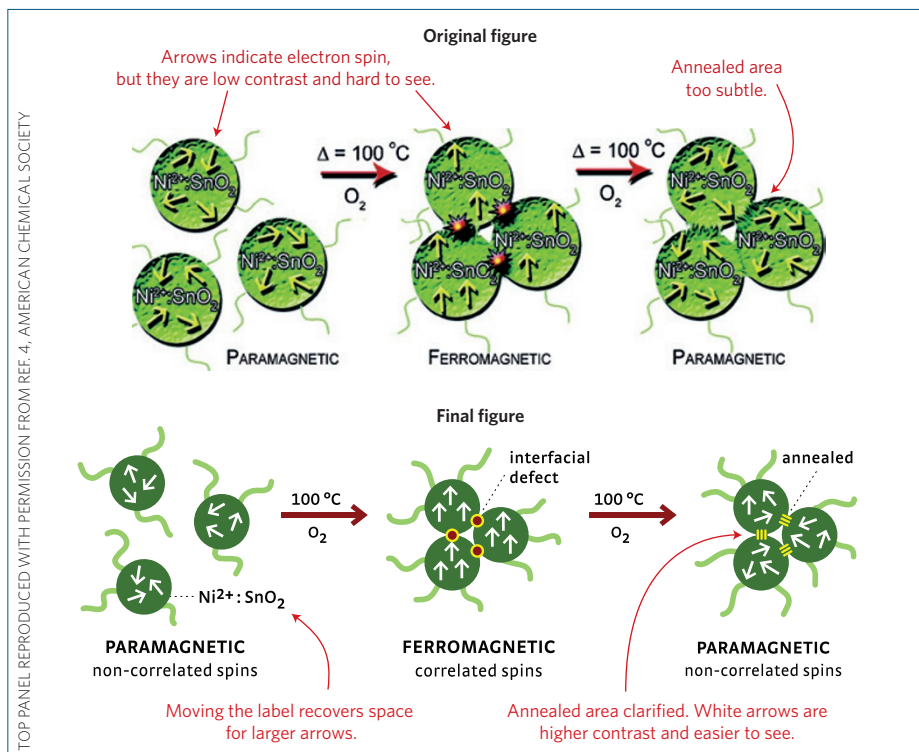 Original figure
Arrows indicate electron spin,
but they are low contrast and hard to see.
Annealed area
too subtle.
TOP PANEL REPRODUCED WITH PERMISSION FROM REF. 4, AMERICAN CHEMICAL SOCIETY
Ni²⁺:SnO₂
Δ = 100 °C
O₂
Ni²⁺:SnO₂
Δ = 100 °C
O₂
Ni²⁺:SnO₂
Ni²⁺:SnO₂
Ni²⁺:SnO₂
Ni²⁺:SnO₂
Ni²⁺:SnO₂
Ni²⁺:SnO₂
Ni²⁺:SnO₂
Ni²⁺:SnO₂
PARAMAGNETIC
FERROMAGNETIC
PARAMAGNETIC
Final figure
interfacial
defect
annealed
100 °C
O₂
100 °C
O₂
Ni²⁺: SnO₂
PARAMAGNETIC
non-correlated spins
FERROMAGNETIC
correlated spins
PARAMAGNETIC
non-correlated spins
Moving the label recovers space
for larger arrows.
Annealed area clarified. White arrows are
higher contrast and easier to see.